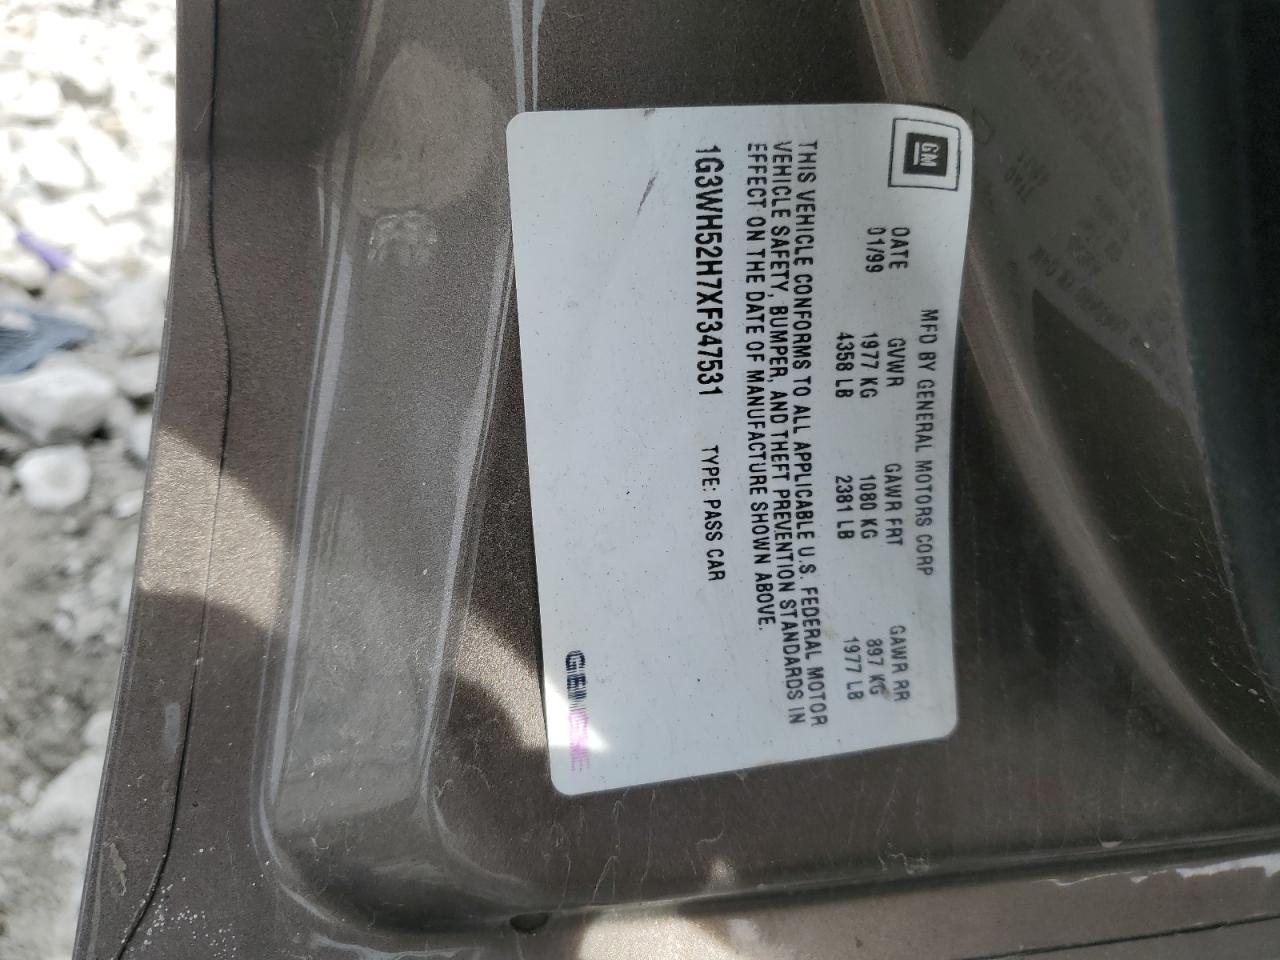 GM
MFD BY GENERAL MOTORS CORP
DATE GVWR GAWR FRT GAWR RR
01/99 1977 KG 1080 KG 897 KG
4358 LB 2381 LB 1977 LB
THIS VEHICLE CONFORMS TO ALL APPLICABLE U.S. FEDERAL MOTOR
VEHICLE SAFETY, BUMPER, AND THEFT PREVENTION STANDARDS IN
EFFECT ON THE DATE OF MANUFACTURE SHOWN ABOVE.
1G3WH52H7XF347531 TYPE: PASS CAR